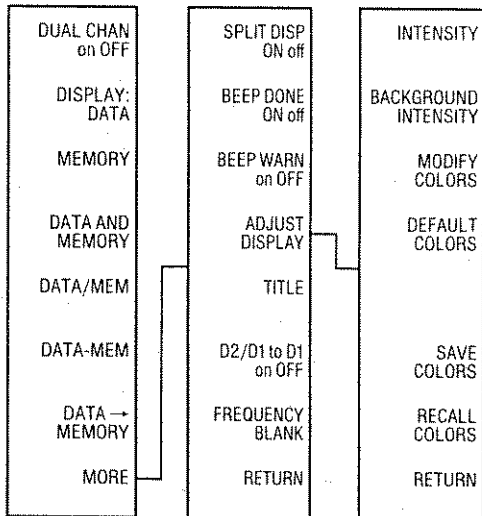 DUAL CHAN
on OFF
DISPLAY:
DATA
MEMORY
DATA AND
MEMORY
DATA/MEM
DATA-MEM
DATA →
MEMORY
MORE
SPLIT DISP
ON off
BEEP DONE
ON off
BEEP WARN
on OFF
ADJUST
DISPLAY
TITLE
D2/D1 to D1
on OFF
FREQUENCY
BLANK
RETURN
INTENSITY
BACKGROUND
INTENSITY
MODIFY
COLORS
DEFAULT
COLORS
SAVE
COLORS
RECALL
COLORS
RETURN